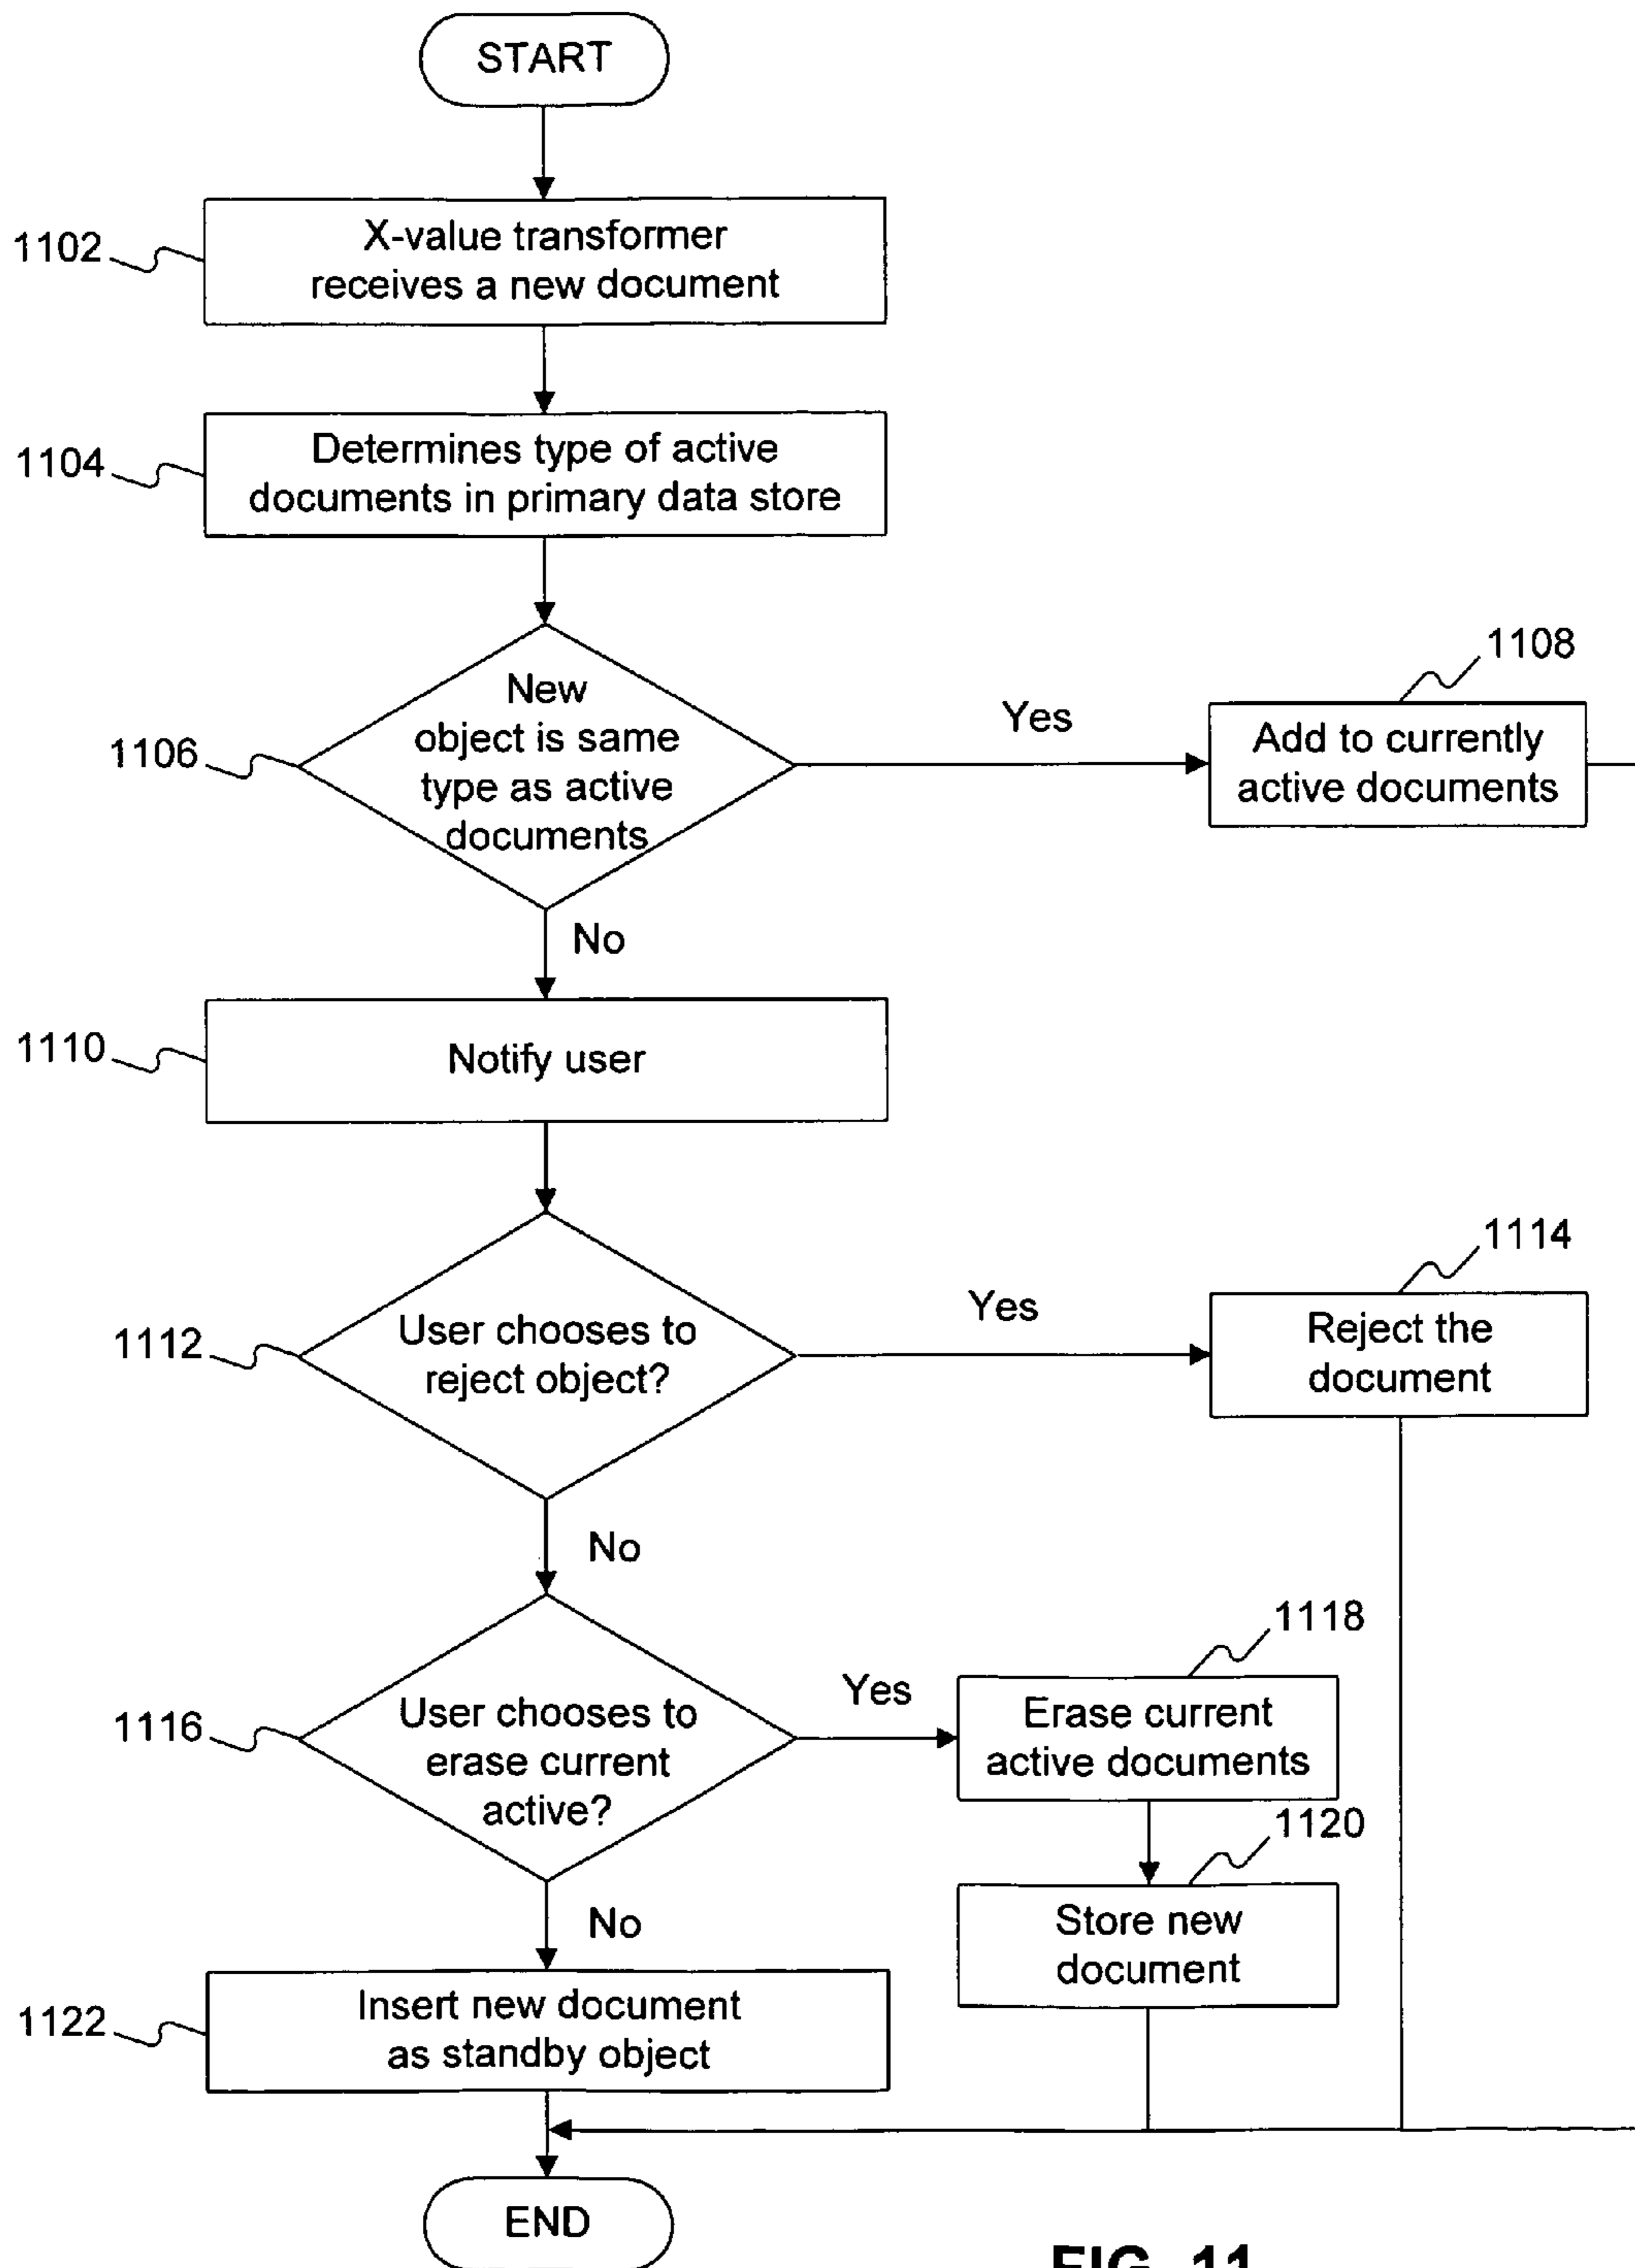 START
1102
X-value transformer
receives a new document
1104
Determines type of active
documents in primary data store
1106
New
object is same
type as active
documents
Yes
1108
Add to currently
active documents
No
1110
Notify user
1112
User chooses to
reject object?
Yes
1114
Reject the
document
No
1116
User chooses to
erase current
active?
Yes
1118
Erase current
active documents
1120
Store new
document
No
1122
Insert new document
as standby object
END
FIG. 11